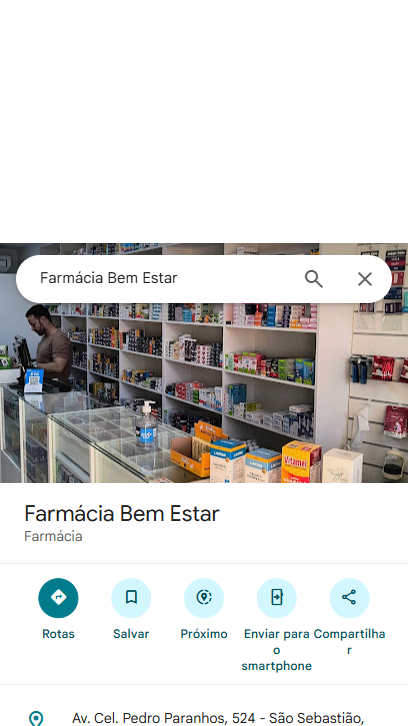 Farmácia Bem Estar
Farmácia Bem Estar
Farmácia
Rotas
Salvar
Próximo
Enviar para
o
smartphone
Compartilha
r
Av. Cel. Pedro Paranhos, 524 - São Sebastião,